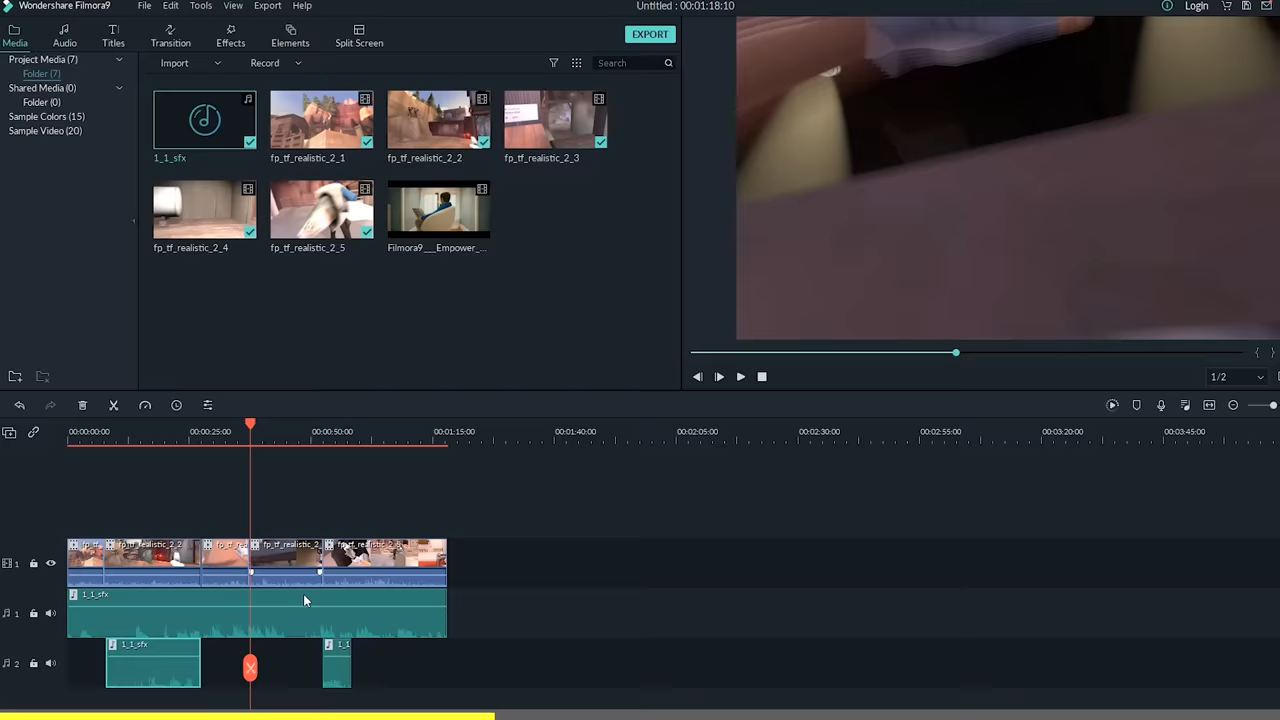 Wondershare Filmora9 File Edit Tools View Export Help Untitled : 00:01:18:10 Login
Media Audio Titles Transition Effects Elements Split Screen EXPORT
Project Media (7)
Folder (7)
Shared Media (0)
Folder (0)
Sample Colors (15)
Sample Video (20)
Import Record Search
1_1_sfx fp_tf_realistic_2_1 fp_tf_realistic_2_2 fp_tf_realistic_2_3
fp_tf_realistic_2_4 fp_tf_realistic_2_5 Filmora9___Empower_...
1/2
00:00:00:00 00:00:25:00 00:00:50:00 00:01:15:00 00:01:40:00 00:02:05:00 00:02:30:00 00:02:55:00 00:03:20:00 00:03:45:00
1 fp_tf fp_tf_realistic_2_2 fp_tf_rea fp_tf_realistic_2_ fp_tf_realistic_2_5
1 1_1_sfx
2 1_1_sfx 1_1